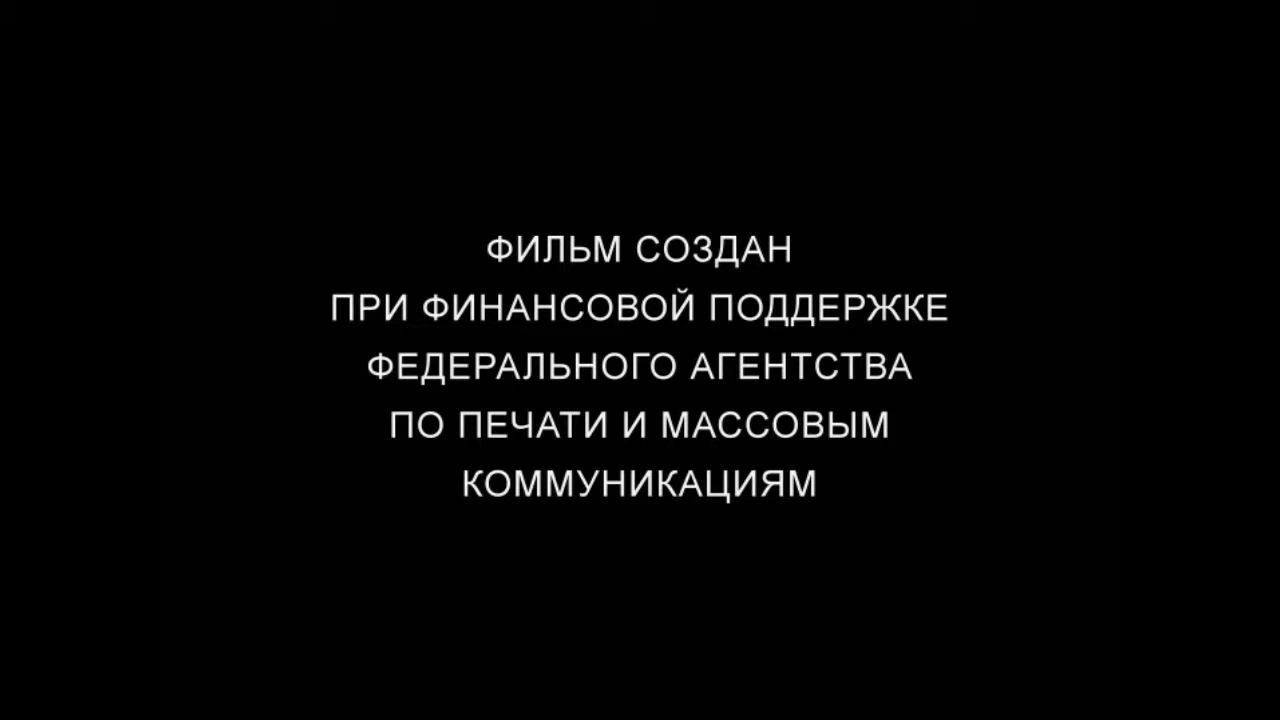 ФИЛЬМ СОЗДАН
ПРИ ФИНАНСОВОЙ ПОДДЕРЖКЕ
ФЕДЕРАЛЬНОГО АГЕНТСТВА
ПО ПЕЧАТИ И МАССОВЫМ
КОММУНИКАЦИЯМ